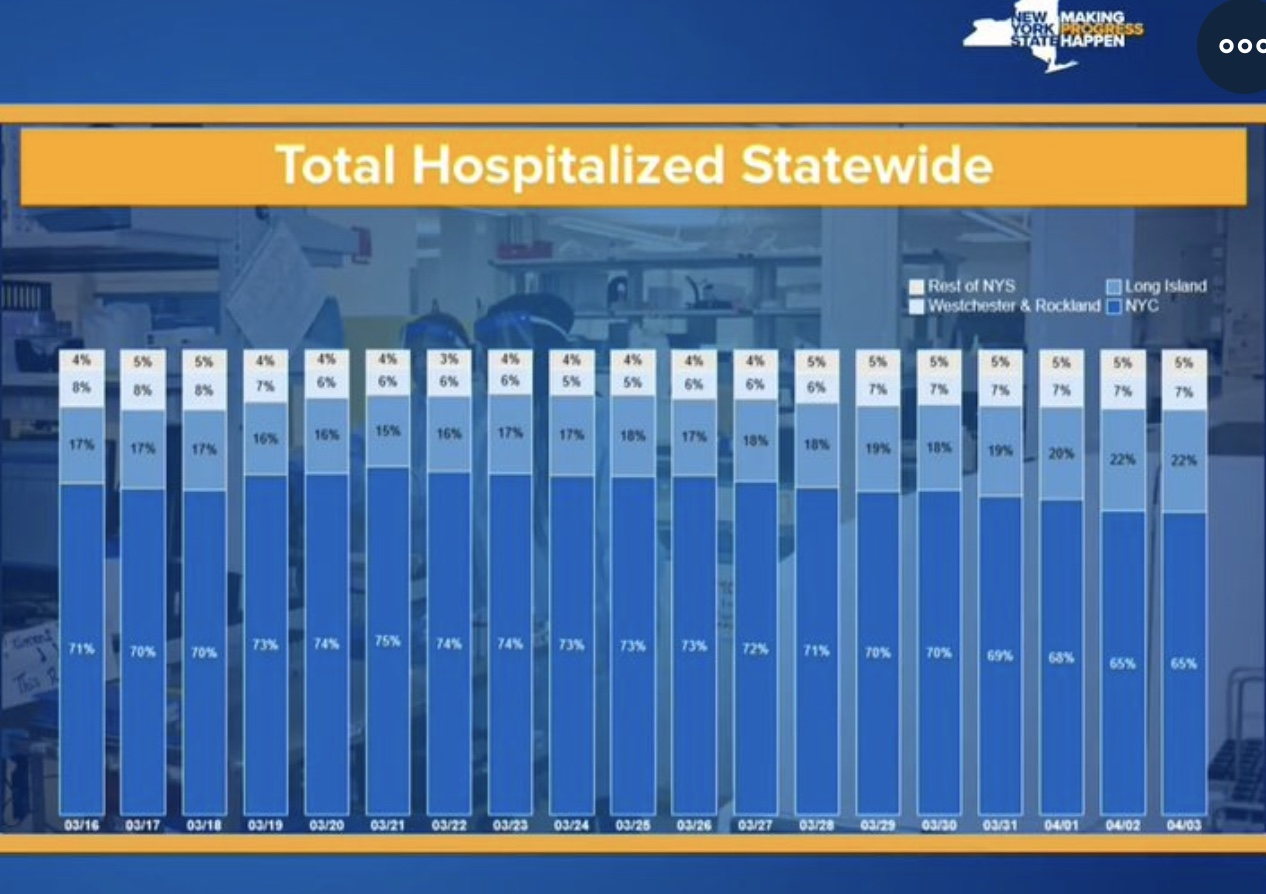 NEW YORK STATE
MAKING PROGRESS HAPPEN
Total Hospitalized Statewide
Rest of NYS Long Island
Westchester & Rockland NYC
4% 5% 5% 4% 4% 4% 3% 4% 4% 4% 4% 4% 5% 5% 5% 5% 5% 5% 5%
8% 8% 8% 7% 6% 6% 6% 6% 5% 5% 6% 6% 6% 7% 7% 7% 7% 7% 7%
17% 17% 17% 16% 16% 15% 16% 17% 17% 18% 17% 18% 18% 19% 18% 19% 20% 22% 22%
71% 70% 70% 73% 74% 75% 74% 74% 73% 73% 73% 72% 71% 70% 70% 69% 68% 65% 65%
This
03/16 03/17 03/18 03/19 03/20 03/21 03/22 03/23 03/24 03/25 03/26 03/27 03/28 03/29 03/30 03/31 04/01 04/02 04/03